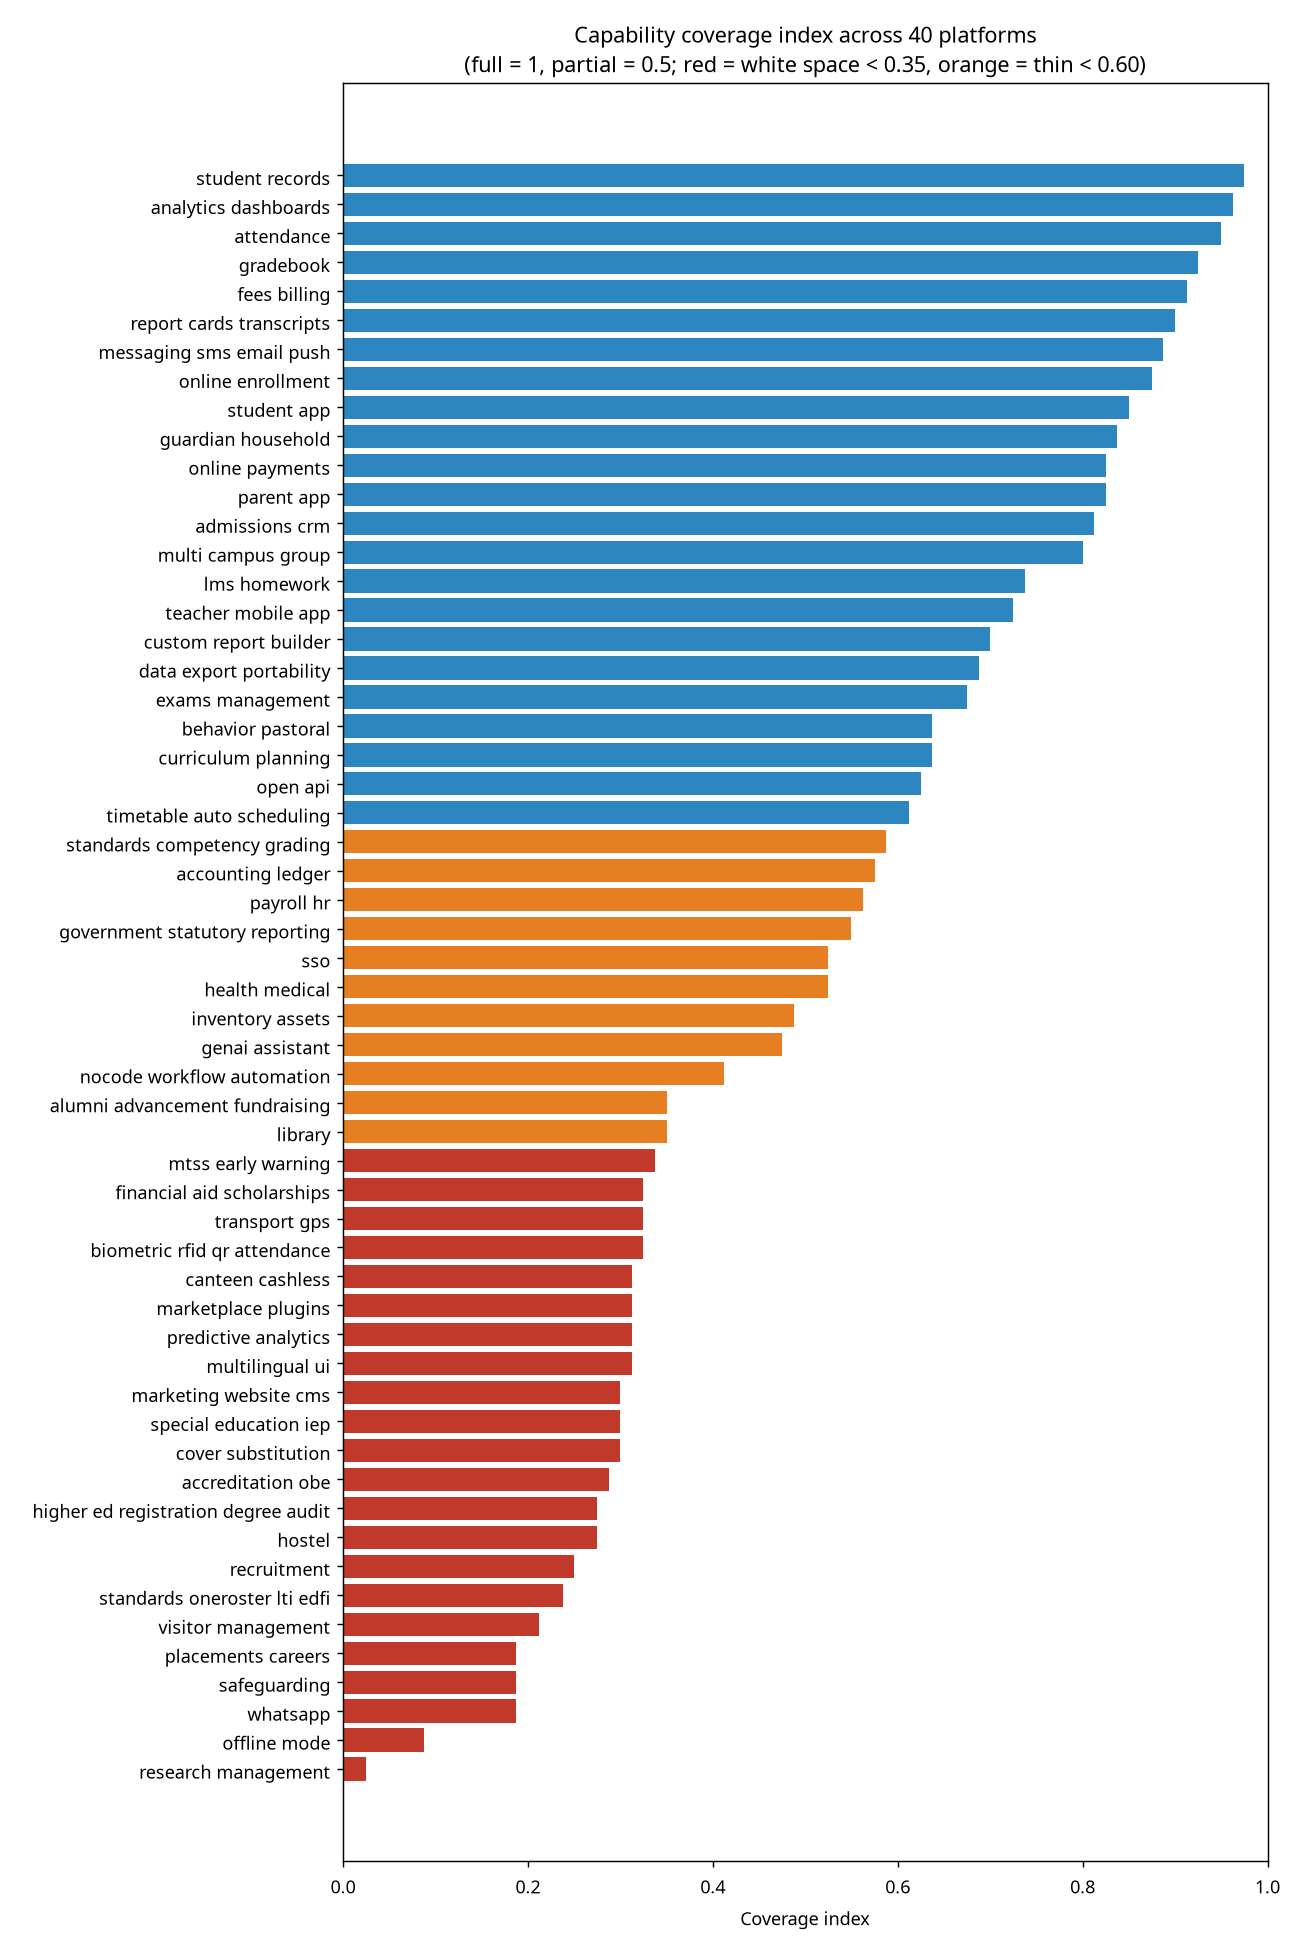 Capability coverage index across 40 platforms
(full = 1, partial = 0.5; red = white space < 0.35, orange = thin < 0.60)
student records
analytics dashboards
attendance
gradebook
fees billing
report cards transcripts
messaging sms email push
online enrollment
student app
guardian household
online payments
parent app
admissions crm
multi campus group
lms homework
teacher mobile app
custom report builder
data export portability
exams management
behavior pastoral
curriculum planning
open api
timetable auto scheduling
standards competency grading
accounting ledger
payroll hr
government statutory reporting
sso
health medical
inventory assets
genai assistant
nocode workflow automation
alumni advancement fundraising
library
mtss early warning
financial aid scholarships
transport gps
biometric rfid qr attendance
canteen cashless
marketplace plugins
predictive analytics
multilingual ui
marketing website cms
special education iep
cover substitution
accreditation obe
higher ed registration degree audit
hostel
recruitment
standards oneroster lti edfi
visitor management
placements careers
safeguarding
whatsapp
offline mode
research management
0.0 0.2 0.4 0.6 0.8 1.0
Coverage index